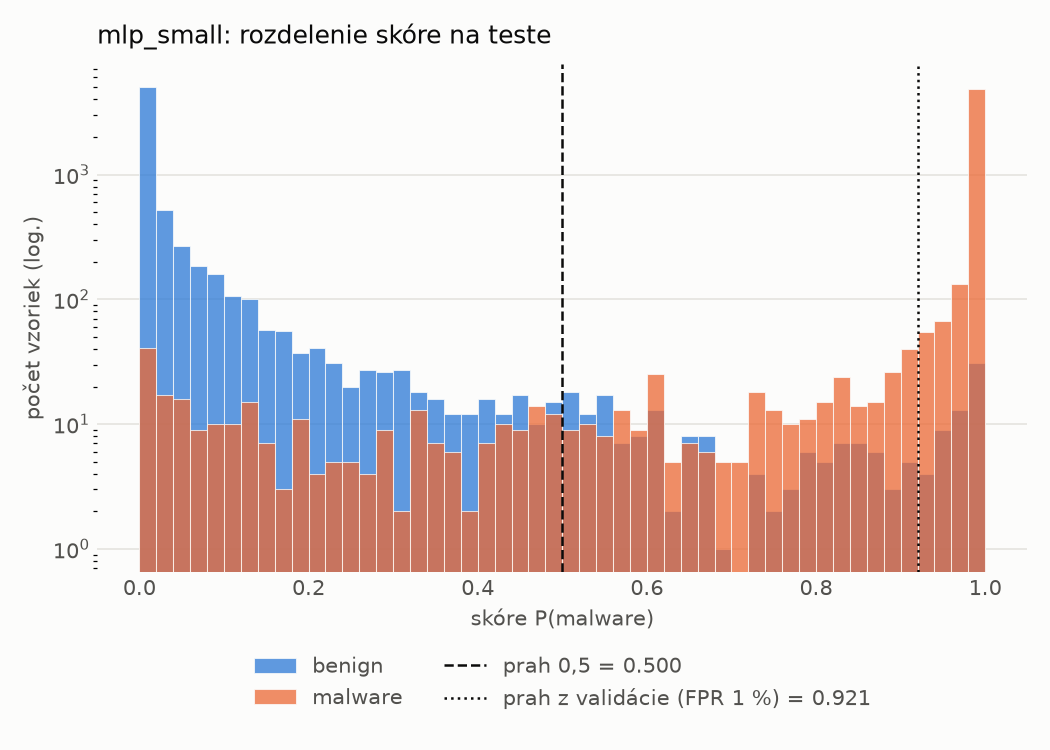 mlp_small: rozdelenie skóre na teste
počet vzoriek (log.)
10³
10²
10¹
10⁰
0.0 0.2 0.4 0.6 0.8 1.0
skóre P(malware)
benign
malware
prah 0,5 = 0.500
prah z validácie (FPR 1 %) = 0.921